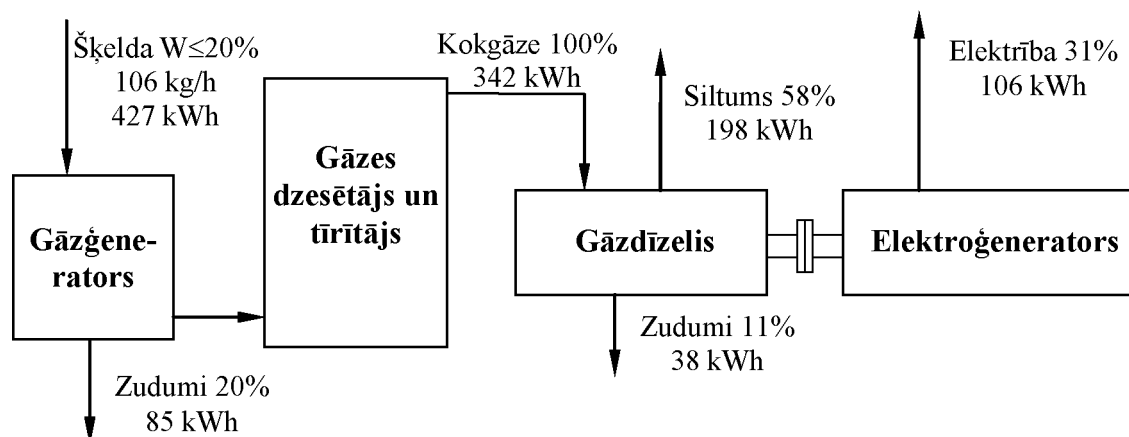 Šķelda W≤20%
106 kg/h
427 kWh
Gāzģene-
rators
Zudumi 20%
85 kWh
Gāzes
dzesētājs un
tīrītājs
Kokgāze 100%
342 kWh
Siltums 58%
198 kWh
Gāzdīzelis
Zudumi 11%
38 kWh
Elektrība 31%
106 kWh
Elektroģenerators